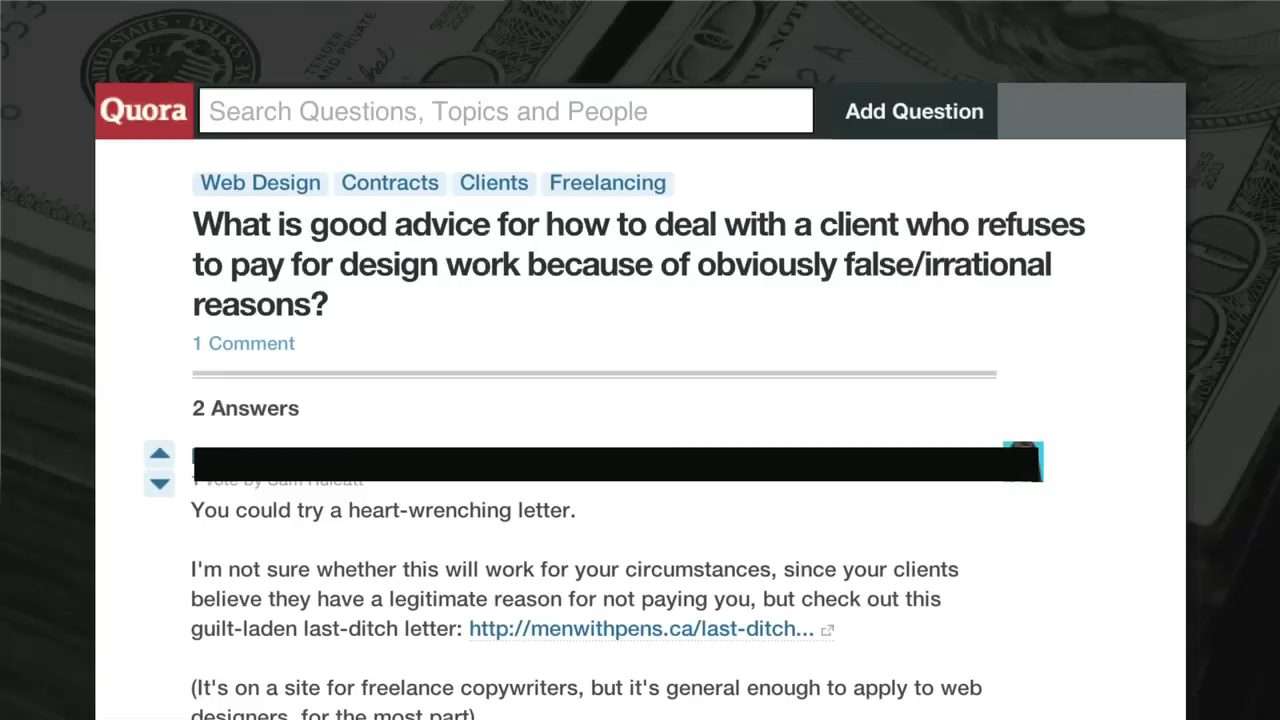 Quora
Search Questions, Topics and People
Add Question
Web Design Contracts Clients Freelancing
What is good advice for how to deal with a client who refuses
to pay for design work because of obviously false/irrational
reasons?
1 Comment
2 Answers
You could try a heart-wrenching letter.
I'm not sure whether this will work for your circumstances, since your clients
believe they have a legitimate reason for not paying you, but check out this
guilt-laden last-ditch letter: http://menwithpens.ca/last-ditch...
(It's on a site for freelance copywriters, but it's general enough to apply to web
designers, for the most part)